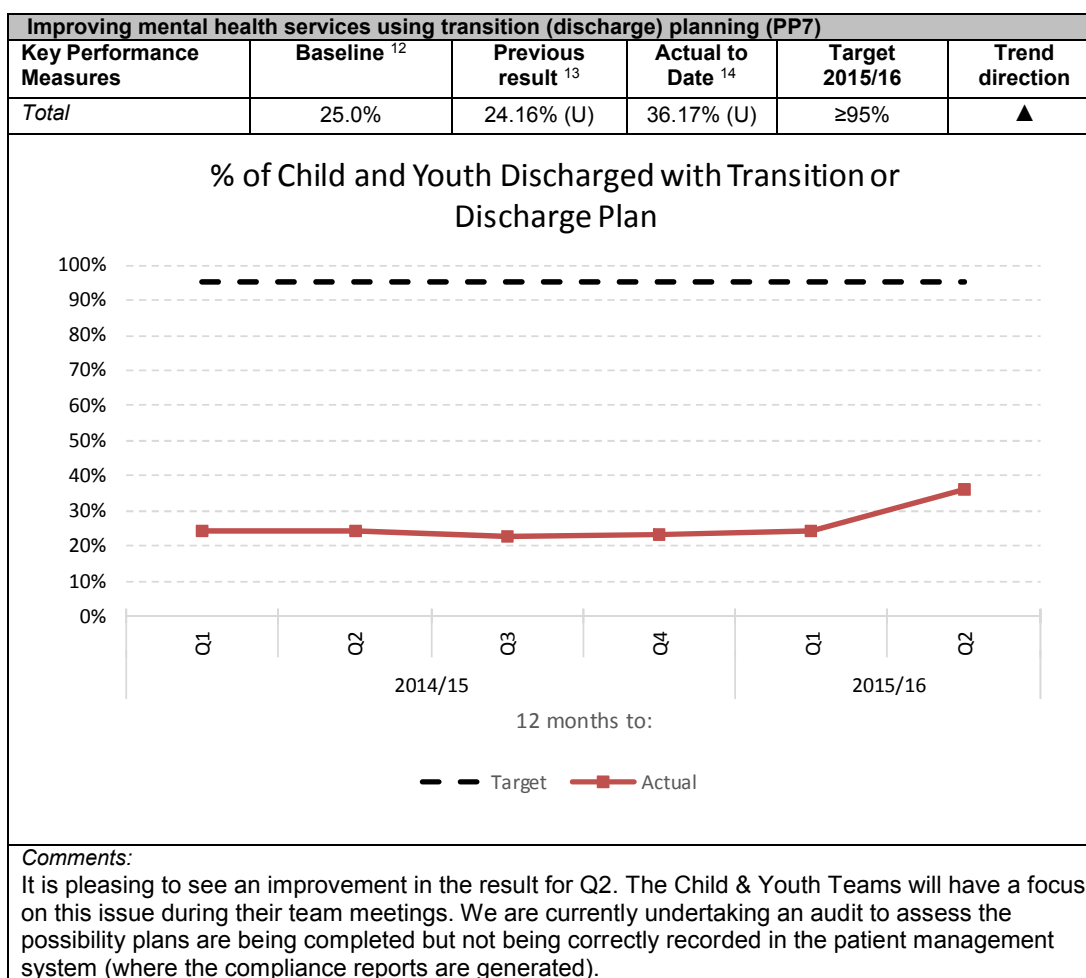 Improving mental health services using transition (discharge) planning (PP7)
Key Performance Measures | Baseline 12 | Previous result 13 | Actual to Date 14 | Target 2015/16 | Trend direction
Total | 25.0% | 24.16% (U) | 36.17% (U) | ≥95% | ▲
% of Child and Youth Discharged with Transition or
Discharge Plan
100%
90%
80%
70%
60%
50%
40%
30%
20%
10%
0%
Q1 Q2 Q3 Q4 Q1 Q2
2014/15 2015/16
12 months to:
Target Actual
Comments:
It is pleasing to see an improvement in the result for Q2. The Child & Youth Teams will have a focus
on this issue during their team meetings. We are currently undertaking an audit to assess the
possibility plans are being completed but not being correctly recorded in the patient management
system (where the compliance reports are generated).